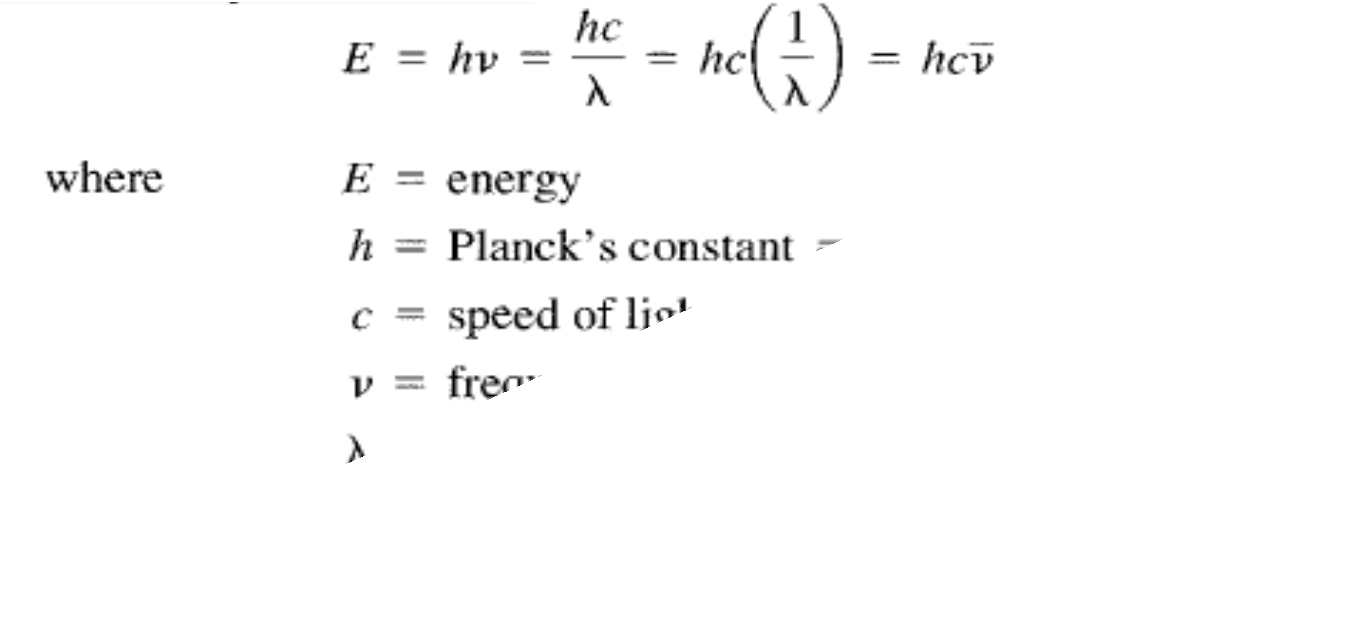 E = hν = hc/λ = hc(1/λ) = hcν̅
where E = energy
h = Planck's constant =
c = speed of
ν =
λ